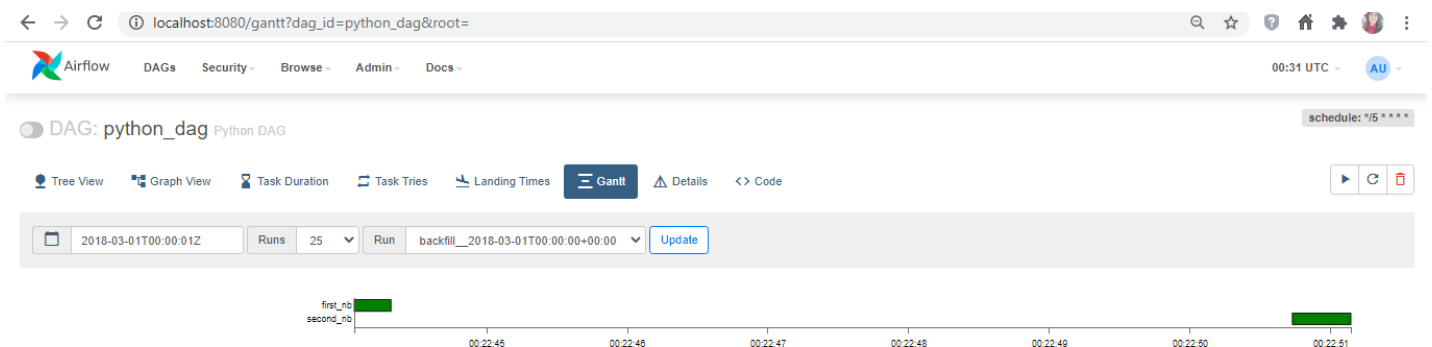 localhost:8080/gantt?dag_id=python_dag&root=
Airflow DAGs Security Browse Admin Docs 00:31 UTC AU
DAG: python_dag Python DAG schedule: */5 * * * *
Tree View Graph View Task Duration Task Tries Landing Times Gantt Details <> Code
2018-03-01T00:00:01Z Runs 25 Run backfill__2018-03-01T00:00:00+00:00 Update
first_nb
second_nb
00:22:45 00:22:46 00:22:47 00:22:48 00:22:49 00:22:50 00:22:51